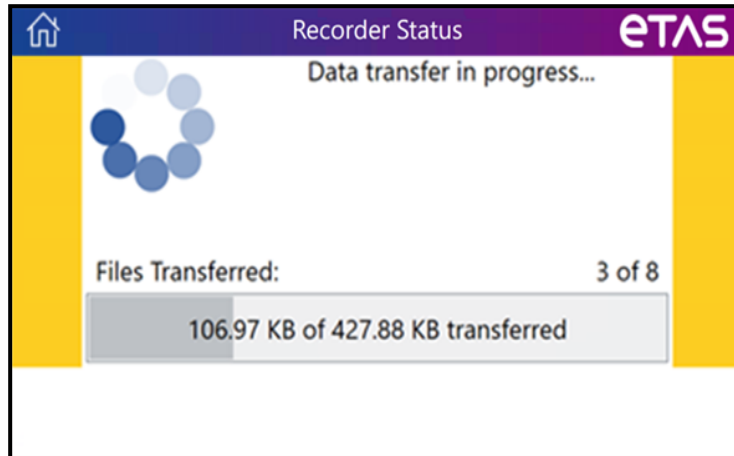 Recorder Status
ETAS
Data transfer in progress...
Files Transferred: 3 of 8
106.97 KB of 427.88 KB transferred